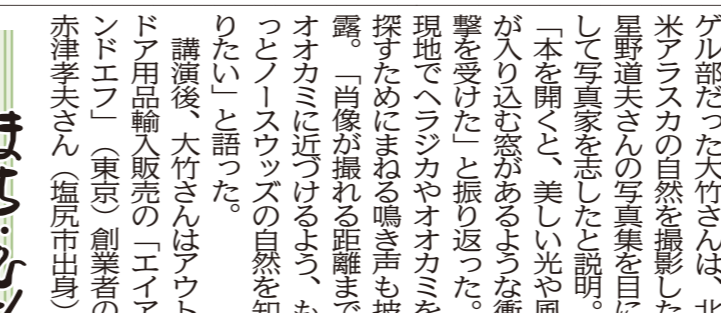 ゲル部だった大竹さんは、北
米アラスカの自然を撮影した
星野道夫さんの写真集を目に
して写真家を志したと説明。
「本を開くと、美しい光や風
が入り込む窓があるような衝
撃を受けた」と振り返った。
現地でヘラジカやオオカミを
探すためにまねる鳴き声も披
露。「肖像が撮れる距離まで
オオカミに近づけるよう、も
っとノースウッズの自然を知
りたい」と語った。
講演後、大竹さんはアウト
ドア用品輸入販売の「エイア
ンドエフ」（東京）創業者の
赤津孝夫さん（塩尻市出身）
まち・むら